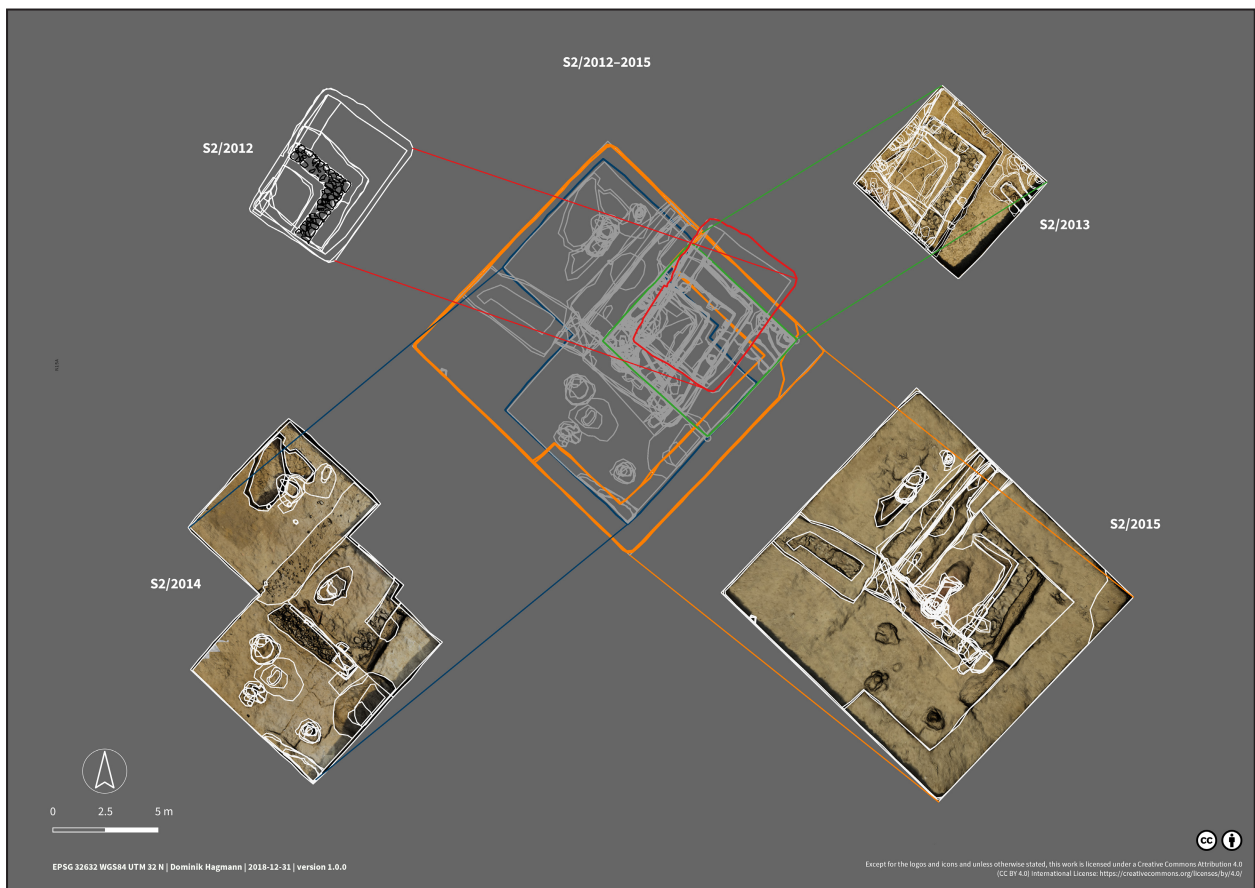 S2/2012–2015
S2/2012
S2/2013
S2/2015
S2/2014
0 2.5 5 m
EPSG 32632 WGS84 UTM 32 N | Dominik Hagmann | 2018-12-31 | version 1.0.0
cc
Except for the logos and icons and unless otherwise stated, this work is licensed under a Creative Commons Attribution 4.0
(CC BY 4.0) International License: https://creativecommons.org/licenses/by/4.0/